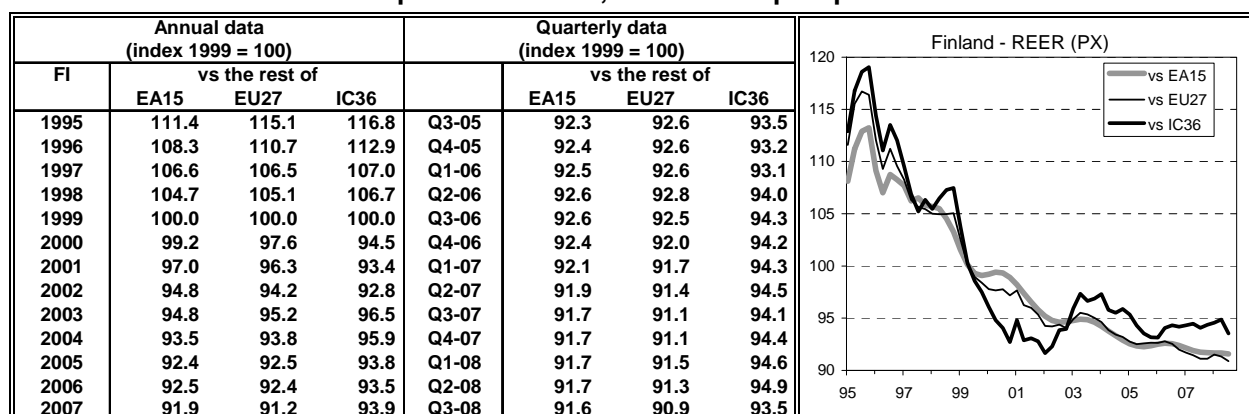 Annual data Quarterly data
(index 1999 = 100) (index 1999 = 100)
FI vs the rest of vs the rest of
EA15 EU27 IC36 EA15 EU27 IC36
1995 111.4 115.1 116.8 Q3-05 92.3 92.6 93.5
1996 108.3 110.7 112.9 Q4-05 92.4 92.6 93.2
1997 106.6 106.5 107.0 Q1-06 92.5 92.6 93.1
1998 104.7 105.1 106.7 Q2-06 92.6 92.8 94.0
1999 100.0 100.0 100.0 Q3-06 92.6 92.5 94.3
2000 99.2 97.6 94.5 Q4-06 92.4 92.0 94.2
2001 97.0 96.3 93.4 Q1-07 92.1 91.7 94.3
2002 94.8 94.2 92.8 Q2-07 91.9 91.4 94.5
2003 94.8 95.2 96.5 Q3-07 91.7 91.1 94.1
2004 93.5 93.8 95.9 Q4-07 91.7 91.1 94.4
2005 92.4 92.5 93.8 Q1-08 91.7 91.5 94.6
2006 92.5 92.4 93.5 Q2-08 91.7 91.3 94.9
2007 91.9 91.2 93.9 Q3-08 91.6 90.9 93.5
Finland - REER (PX)
vs EA15
vs EU27
vs IC36
120
115
110
105
100
95
90
95 97 99 01 03 05 07